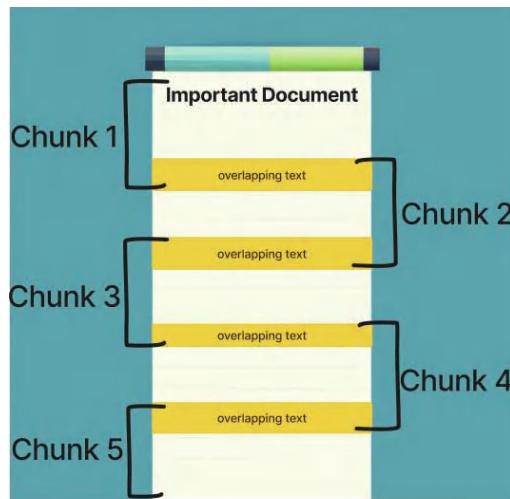 Important Document
Chunk 1
overlapping text
Chunk 2
overlapping text
Chunk 3
overlapping text
Chunk 4
overlapping text
Chunk 5